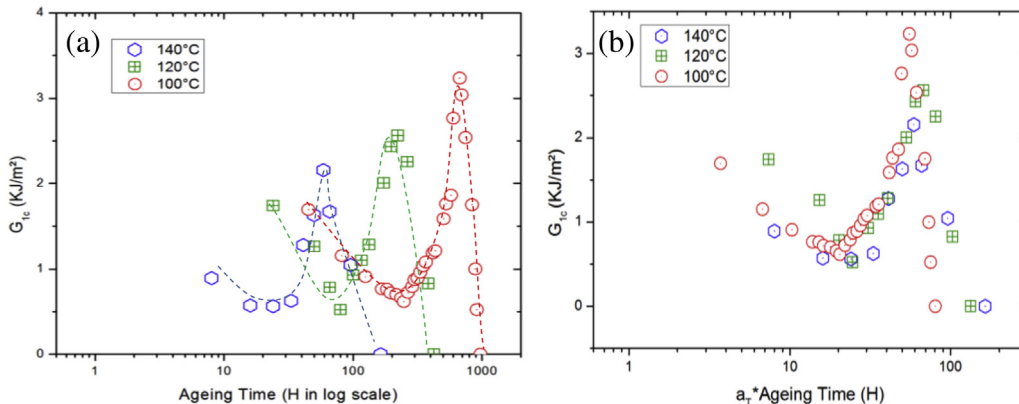 (a)
140°C
120°C
100°C
G1c (KJ/m²)
4
3
2
1
0
1
10
100
1000
Ageing Time (H in log scale)
(b)
140°C
120°C
100°C
G1c (KJ/m²)
3
2
1
0
1
10
100
aT*Ageing Time (H)